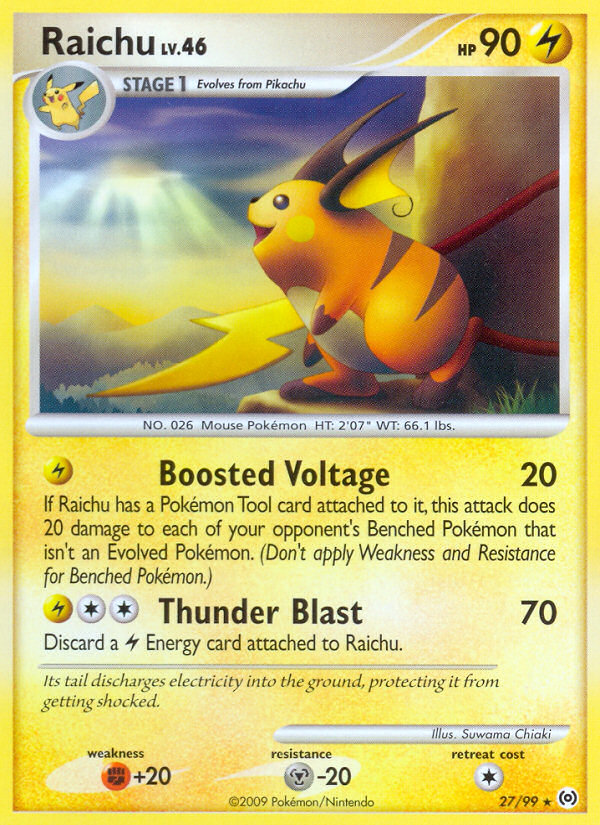 Raichu LV.46
HP 90
STAGE 1 Evolves from Pikachu
NO. 026 Mouse Pokémon HT: 2'07" WT: 66.1 lbs.
Boosted Voltage 20
If Raichu has a Pokémon Tool card attached to it, this attack does
20 damage to each of your opponent's Benched Pokémon that
isn't an Evolved Pokémon. (Don't apply Weakness and Resistance
for Benched Pokémon.)
Thunder Blast 70
Discard a Energy card attached to Raichu.
Its tail discharges electricity into the ground, protecting it from
getting shocked.
Illus. Suwama Chiaki
weakness resistance retreat cost
+20 -20
©2009 Pokémon/Nintendo 27/99 ★